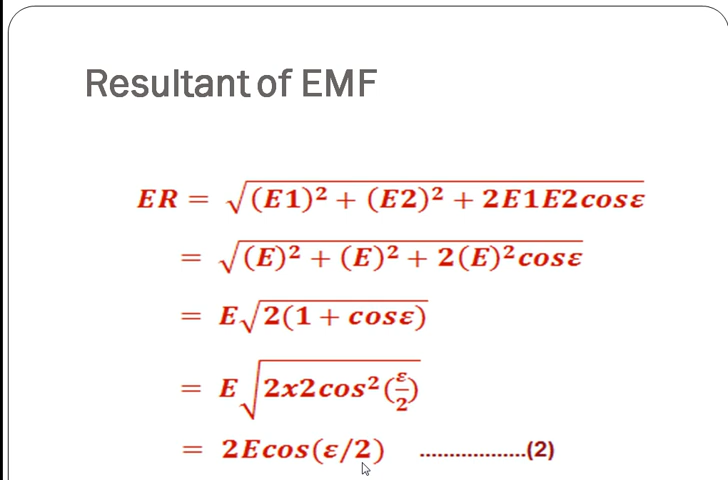 Resultant of EMF
ER = √(E1)² + (E2)² + 2E1E2cosε
= √(E)² + (E)² + 2(E)²cosε
= E√2(1 + cosε)
= E√2x2cos²(ε/2)
= 2Ecos(ε/2) ..................(2)